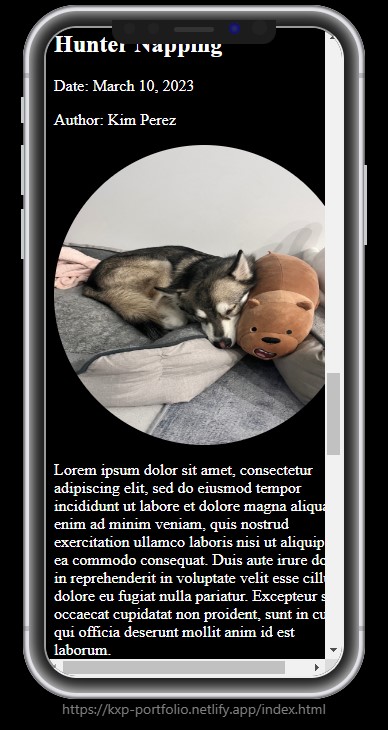 Hunter Napping
Date: March 10, 2023
Author: Kim Perez
Lorem ipsum dolor sit amet, consectetur
adipiscing elit, sed do eiusmod tempor
incididunt ut labore et dolore magna aliqua
enim ad minim veniam, quis nostrud
exercitation ullamco laboris nisi ut aliquip
ea commodo consequat. Duis aute irure do
in reprehenderit in voluptate velit esse cillu
dolore eu fugiat nulla pariatur. Excepteur s
occaecat cupidatat non proident, sunt in cu
qui officia deserunt mollit anim id est
laborum.
https://kxp-portfolio.netlify.app/index.html